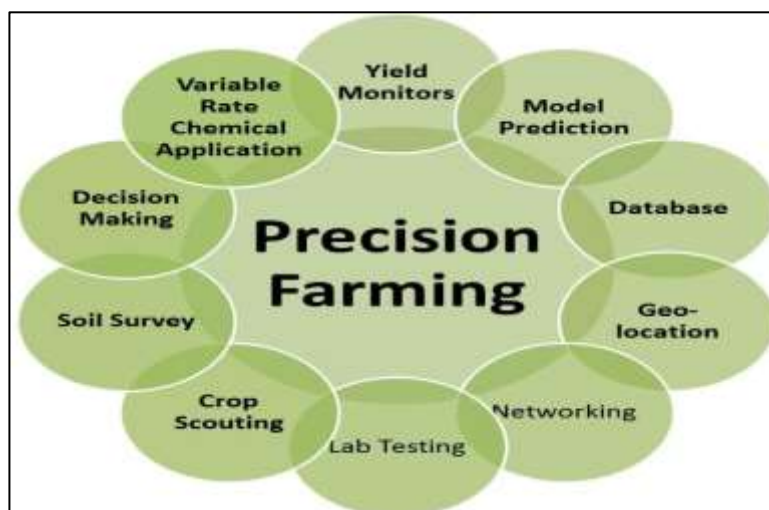 Yield
Monitors
Model
Prediction
Database
Geo-
location
Networking
Lab Testing
Crop
Scouting
Soil Survey
Decision
Making
Variable
Rate
Chemical
Application
Precision
Farming